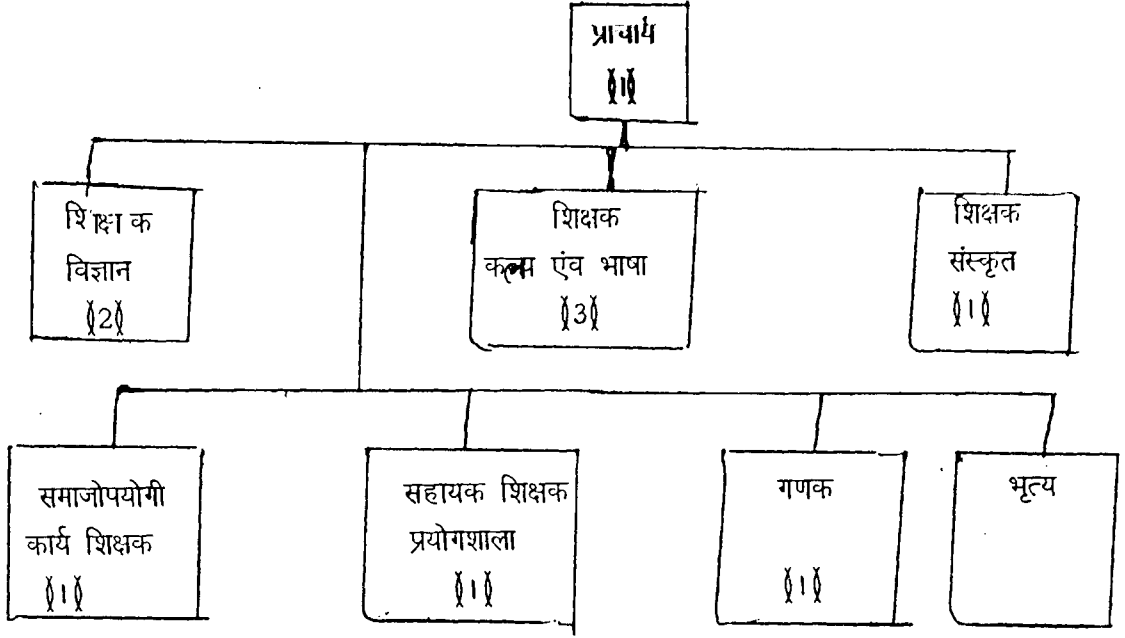 प्राचार्य
(1)
शिक्षक
विज्ञान
(2)
शिक्षक
कला एंव भाषा
(3)
शिक्षक
संस्कृत
(1)
समाजोपयोगी
कार्य शिक्षक
(1)
सहायक शिक्षक
प्रयोगशाला
(1)
गणक
(1)
भृत्य